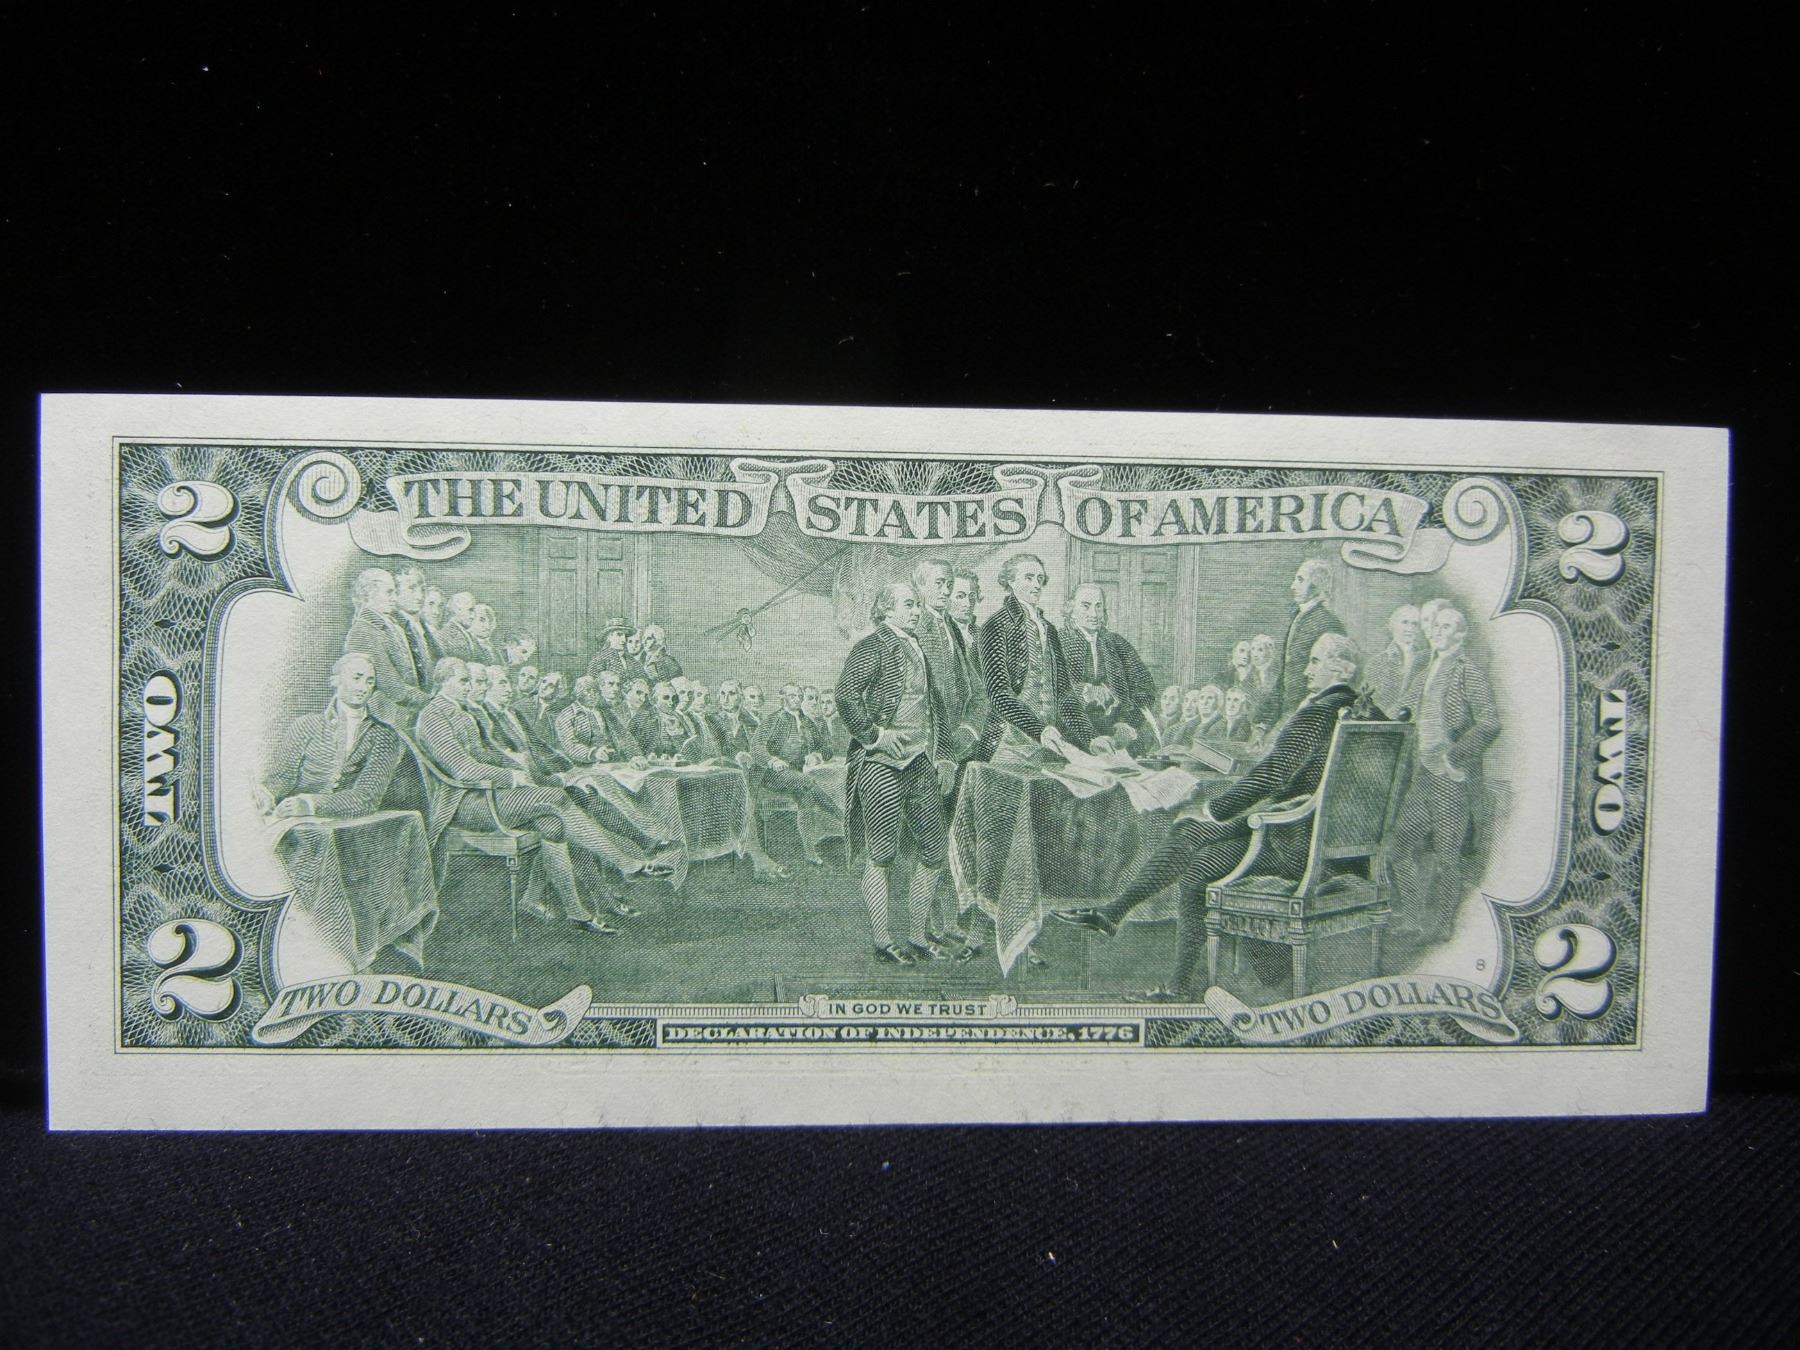 2 THE UNITED STATES OF AMERICA 2
TWO
TWO
8
2 TWO DOLLARS TWO DOLLARS 2
IN GOD WE TRUST
DECLARATION OF INDEPENDENCE, 1776